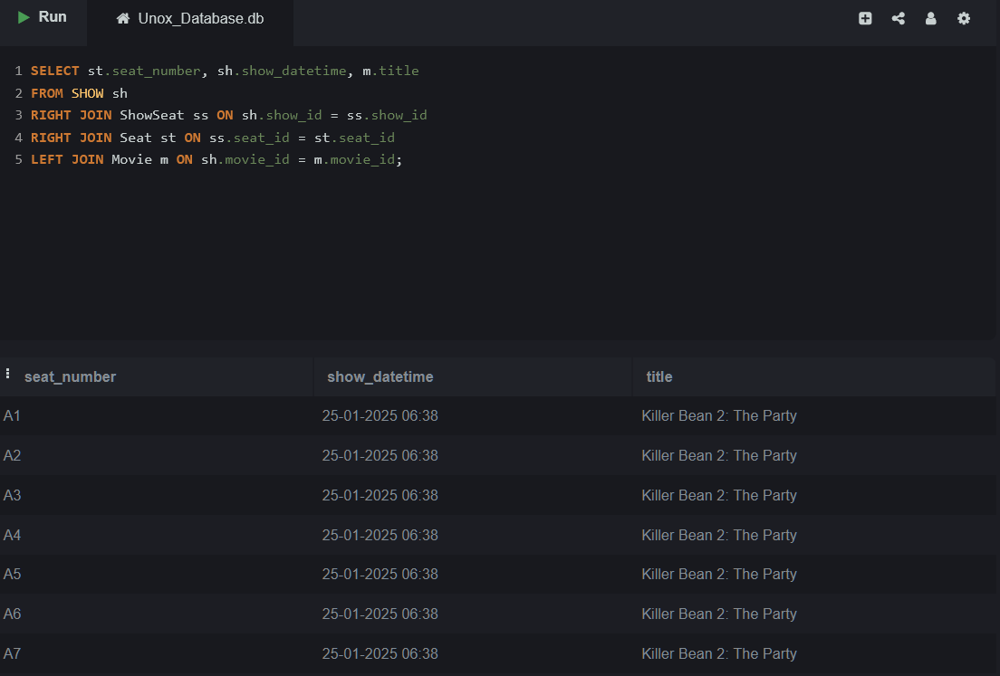 Run
Unox_Database.db
1 SELECT st.seat_number, sh.show_datetime, m.title
2 FROM SHOW sh
3 RIGHT JOIN ShowSeat ss ON sh.show_id = ss.show_id
4 RIGHT JOIN Seat st ON ss.seat_id = st.seat_id
5 LEFT JOIN Movie m ON sh.movie_id = m.movie_id;
seat_number show_datetime title
A1 25-01-2025 06:38 Killer Bean 2: The Party
A2 25-01-2025 06:38 Killer Bean 2: The Party
A3 25-01-2025 06:38 Killer Bean 2: The Party
A4 25-01-2025 06:38 Killer Bean 2: The Party
A5 25-01-2025 06:38 Killer Bean 2: The Party
A6 25-01-2025 06:38 Killer Bean 2: The Party
A7 25-01-2025 06:38 Killer Bean 2: The Party